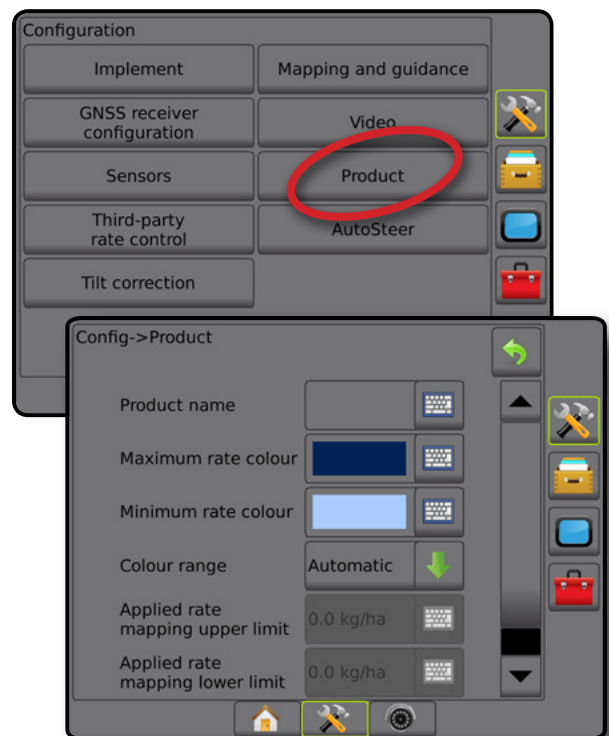 Configuration
Implement
Mapping and guidance
GNSS receiver
configuration
Video
Sensors
Product
Third-party
rate control
AutoSteer
Tilt correction
Config->Product
Product name
Maximum rate colour
Minimum rate colour
Colour range
Automatic
Applied rate
mapping upper limit
0.0 kg/ha
Applied rate
mapping lower limit
0.0 kg/ha